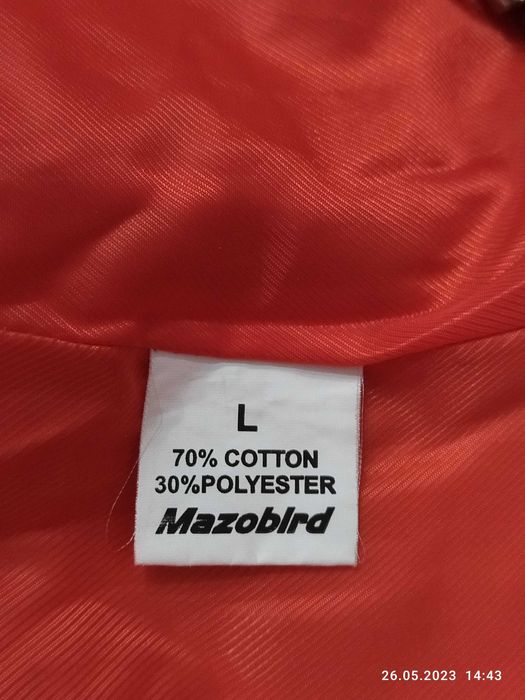 L
70% COTTON
30%POLYESTER
Mazobird
26.05.2023 14:43